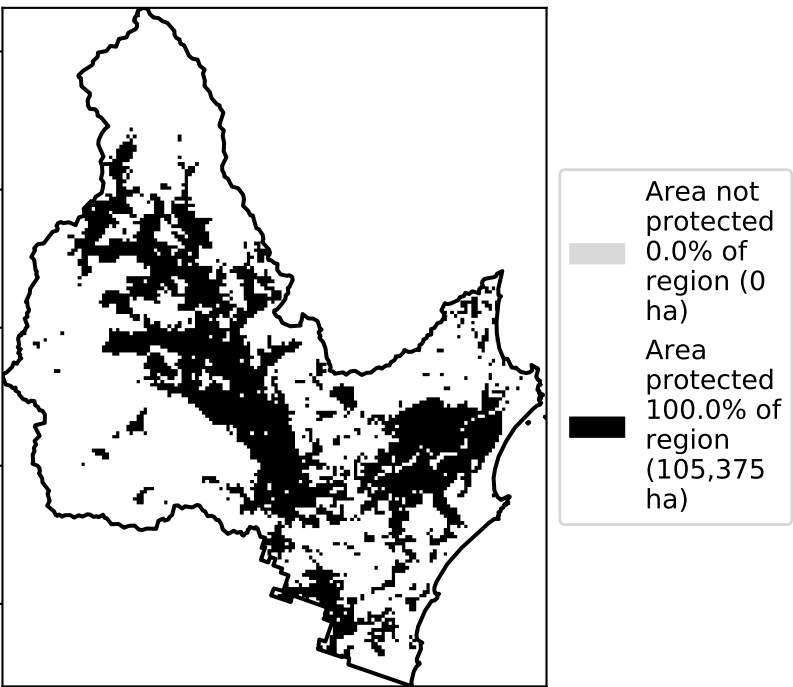 Area not
protected
0.0% of
region (0
ha)
Area
protected
100.0% of
region
(105,375
ha)